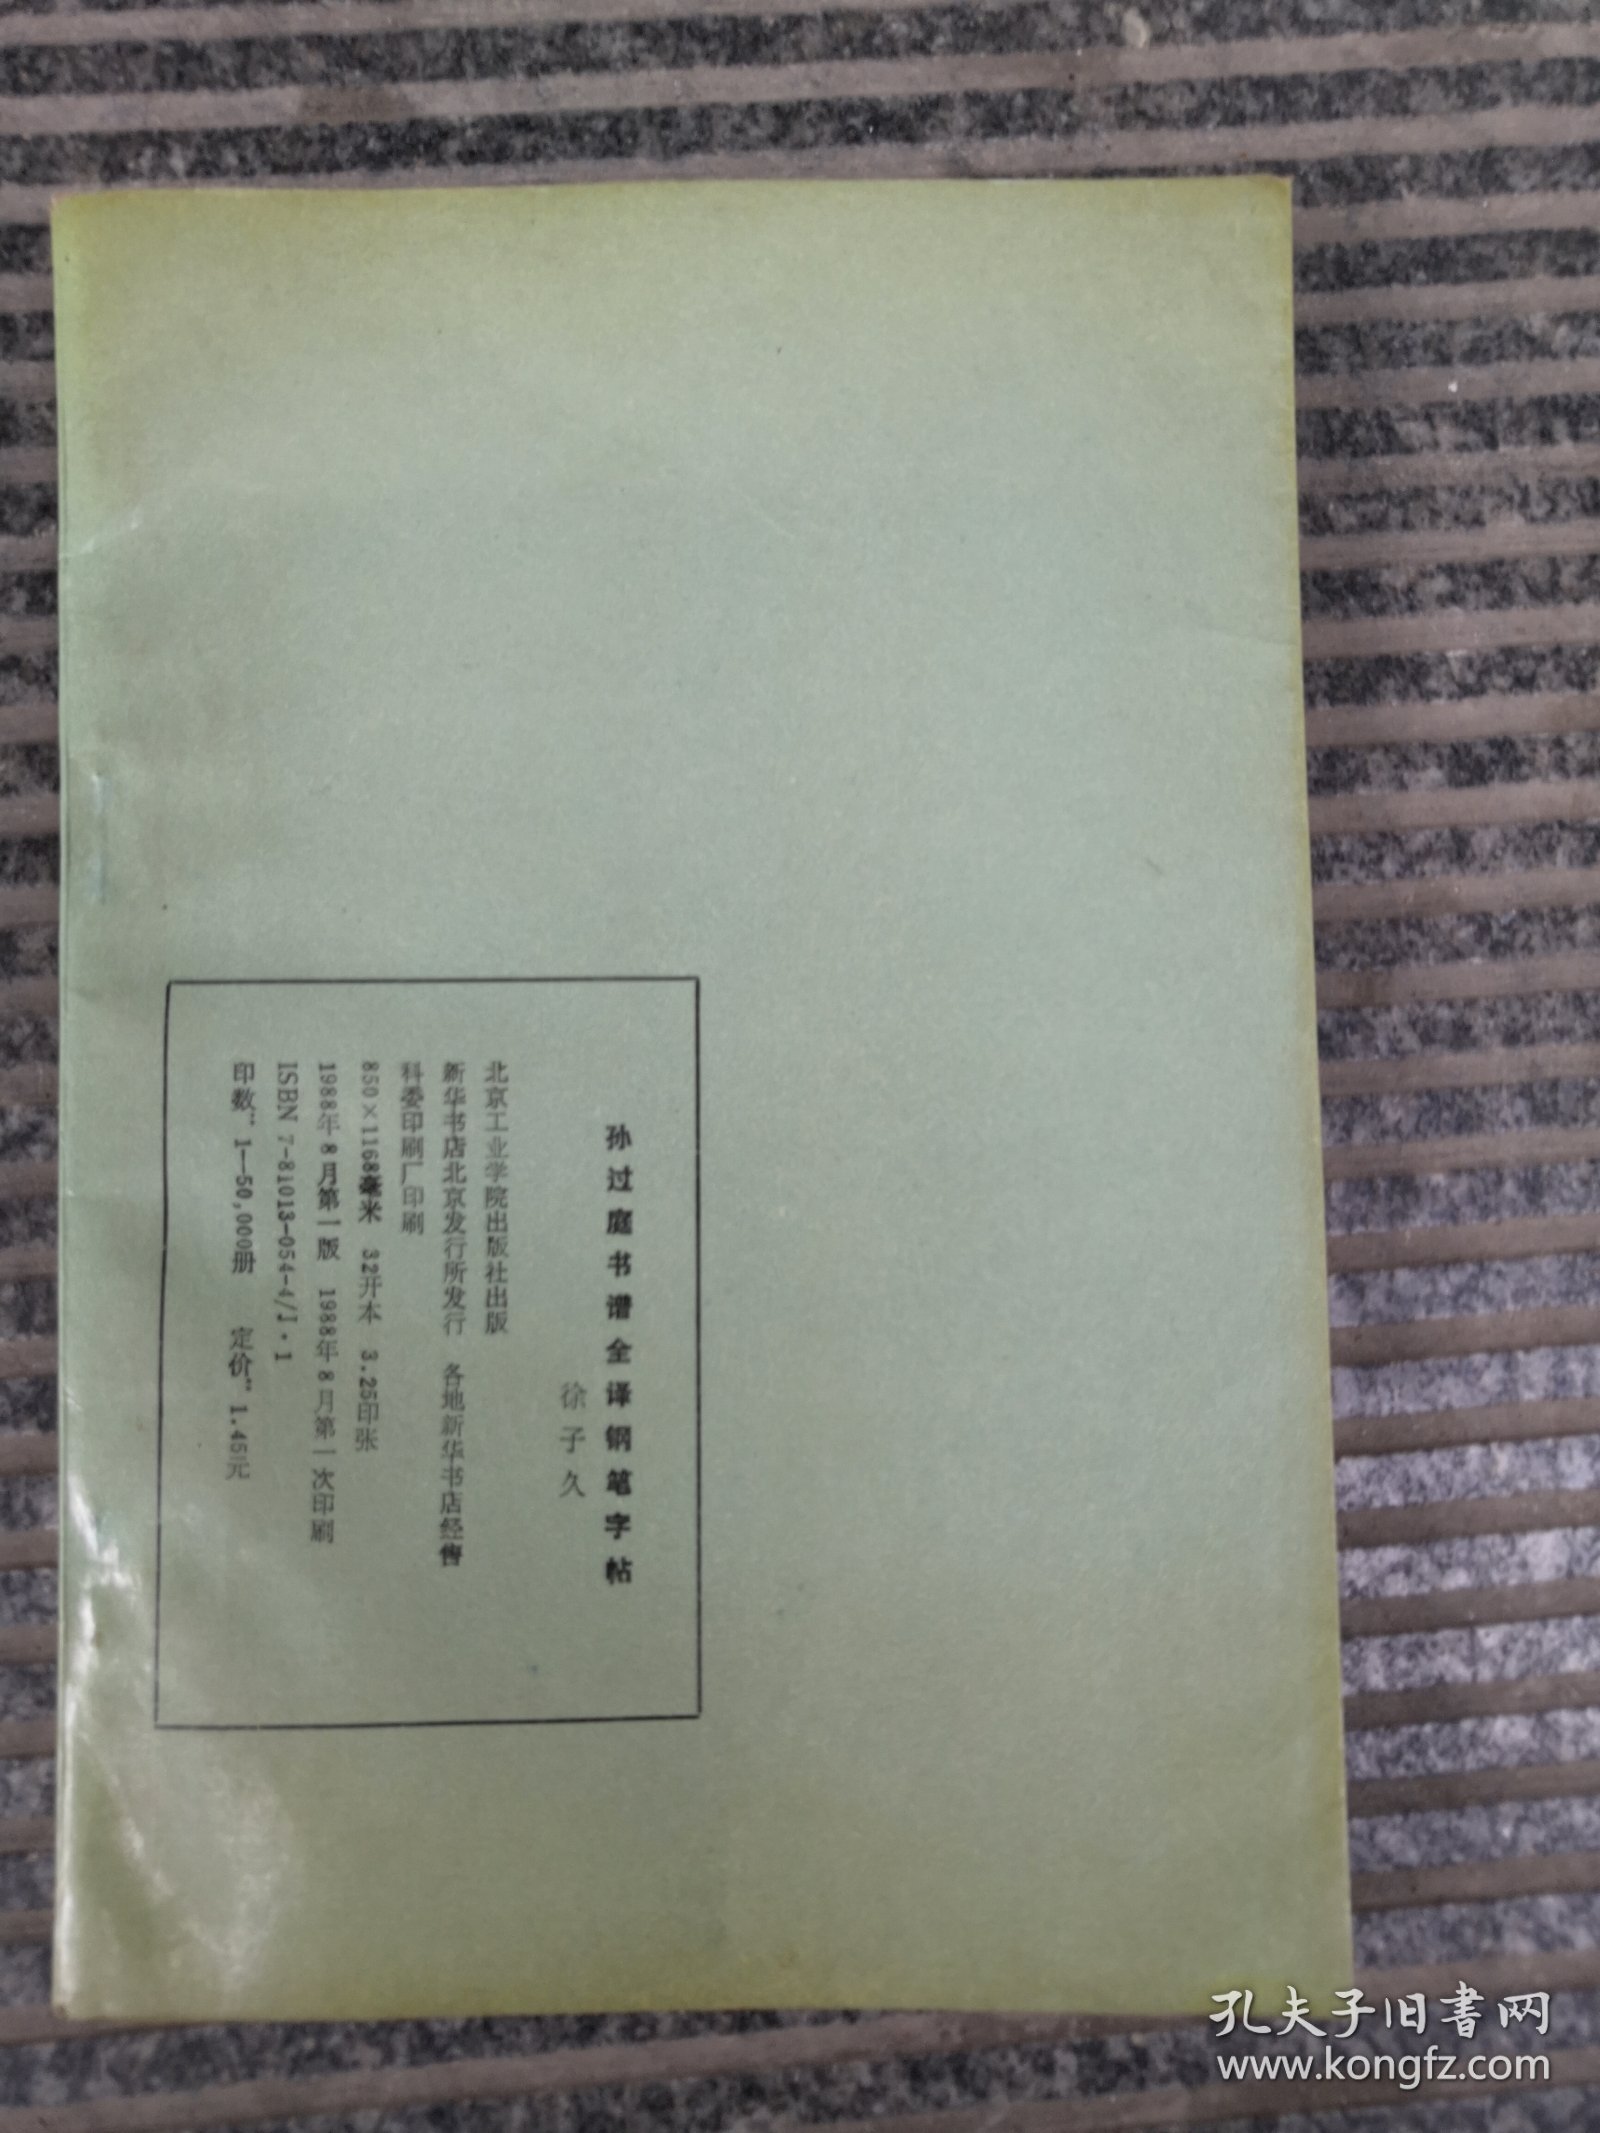 孙过庭书谱全译钢笔字帖
徐子久
北京工业学院出版社出版
新华书店北京发行所发行 各地新华书店经售
科委印刷厂印刷
850×1168毫米 32开本 3.25印张
1988年8月第一版 1988年8月第一次印刷
ISBN 7-81013-054-4/J·1
印数：1—50,000册 定价：1.45元
孔夫子旧書网
www.kongfz.com